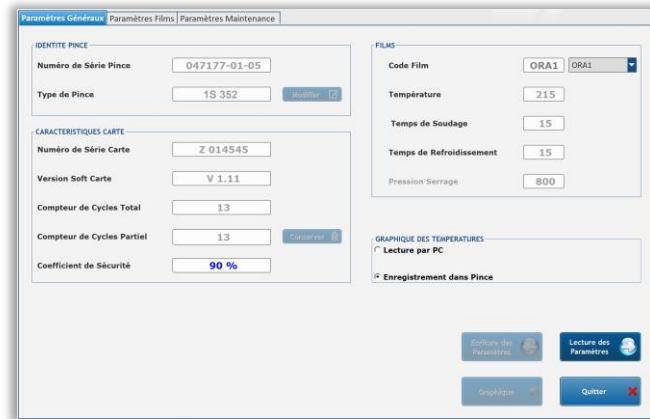 Paramètres Généraux Paramètres Films Paramètres Maintenance
IDENTITE PINCE
Numéro de Série Pince 047177-01-05
Type de Pince 1S 352 Modifier
CARACTERISTIQUES CARTE
Numéro de Série Carte Z 014545
Version Soft Carte V 1.11
Compteur de Cycles Total 13
Compteur de Cycles Partiel 13 Conserver
Coefficient de Sécurité 90 %
FILMS
Code Film ORA1 ORA1
Température 215
Temps de Soudage 15
Temps de Refroidissement 15
Pression Serrage 800
GRAPHIQUE DES TEMPERATURES
Lecture par PC
Enregistrement dans Pince
Ecriture des
Paramètres
Lecture des
Paramètres
Graphique
Quitter